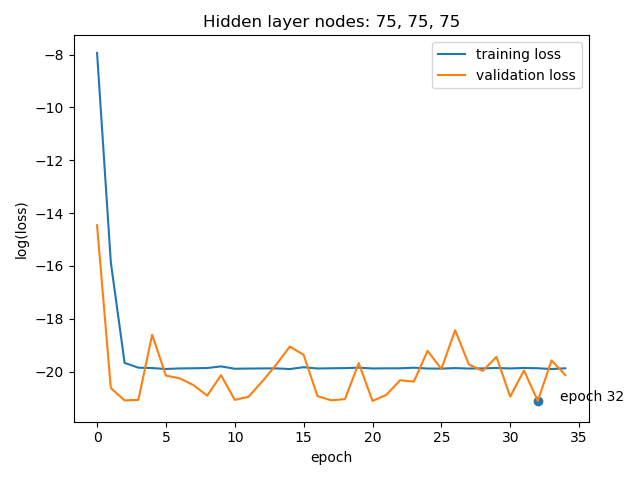 Hidden layer nodes: 75, 75, 75
training loss
validation loss
log(loss)
−8
−10
−12
−14
−16
−18
−20
epoch 32
0 5 10 15 20 25 30 35
epoch